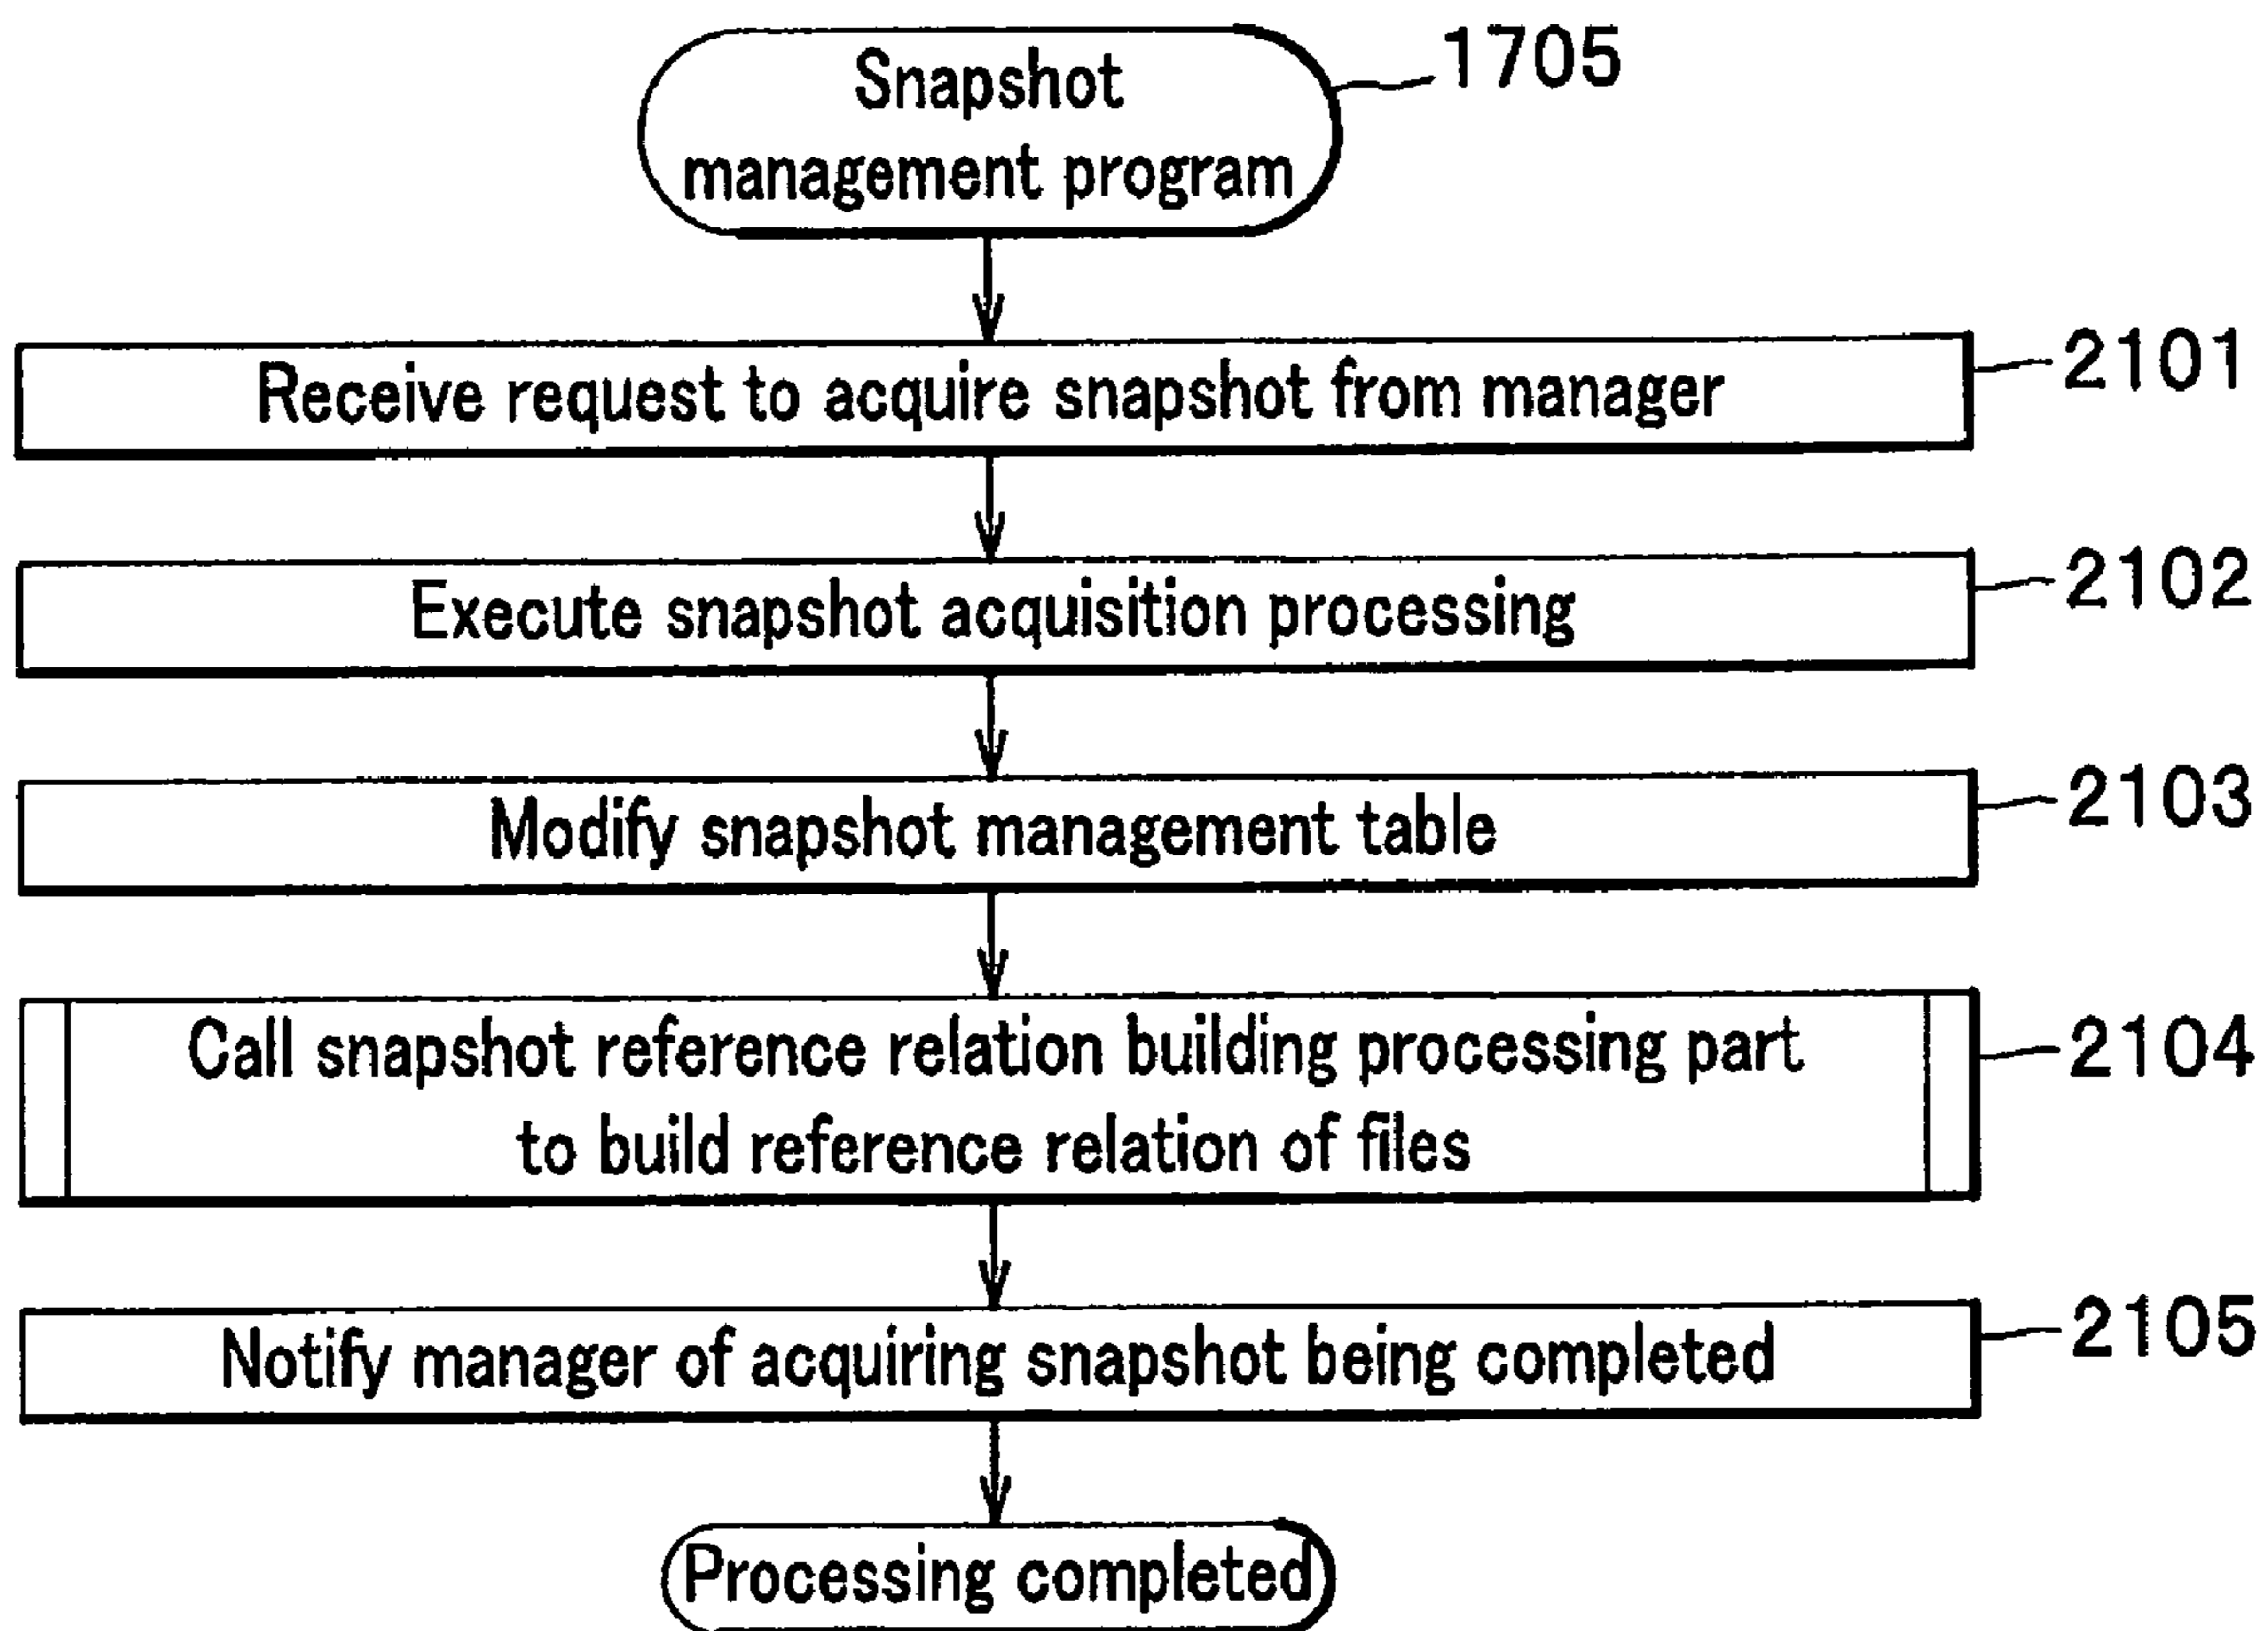 Snapshot
management program
1705
Receive request to acquire snapshot from manager
2101
Execute snapshot acquisition processing
2102
Modify snapshot management table
2103
Call snapshot reference relation building processing part
to build reference relation of files
2104
Notify manager of acquiring snapshot being completed
2105
Processing completed